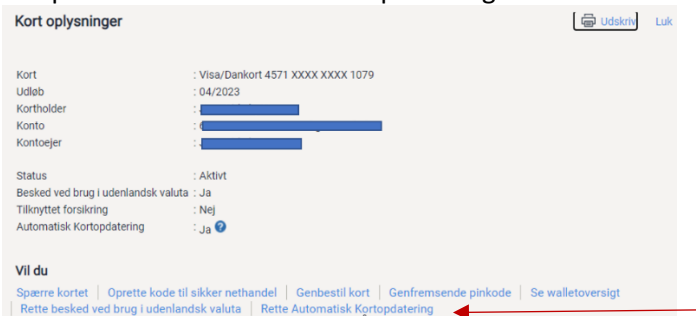 Kort oplysninger
Udskriv Luk
Kort : Visa/Dankort 4571 XXXX XXXX 1079
Udløb : 04/2023
Kortholder :
Konto :
Kontoejer :
Status : Aktivt
Besked ved brug i udenlandsk valuta : Ja
Tilknyttet forsikring : Nej
Automatisk Kortopdatering : Ja ?
Vil du
Spærre kortet | Oprette kode til sikker nethandel | Genbestil kort | Genfremsende pinkode | Se walletoversigt
Rette besked ved brug i udenlandsk valuta | Rette Automatisk Kortopdatering